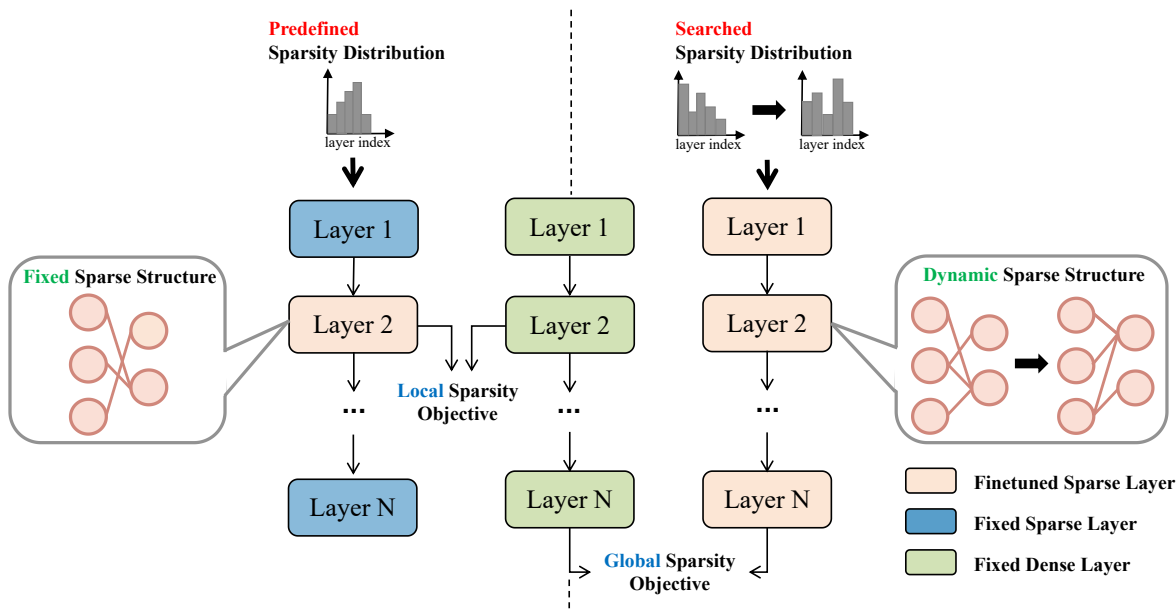 Predefined
Sparsity Distribution
layer index
Searched
Sparsity Distribution
layer index
layer index
Layer 1
Layer 1
Layer 1
Fixed Sparse Structure
Layer 2
Layer 2
Layer 2
Dynamic Sparse Structure
Local Sparsity
Objective
...
...
...
Layer N
Layer N
Layer N
Global Sparsity
Objective
Finetuned Sparse Layer
Fixed Sparse Layer
Fixed Dense Layer